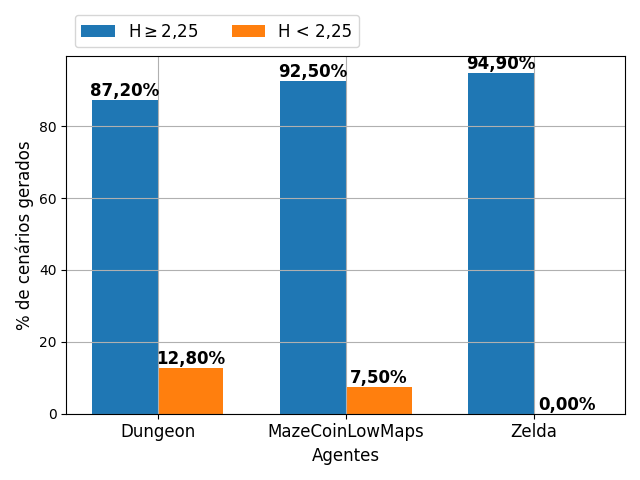 H ≥ 2,25 H < 2,25
87,20% 92,50% 94,90%
12,80% 7,50% 0,00%
80
60
40
20
0
% de cenários gerados
Dungeon MazeCoinLowMaps Zelda
Agentes